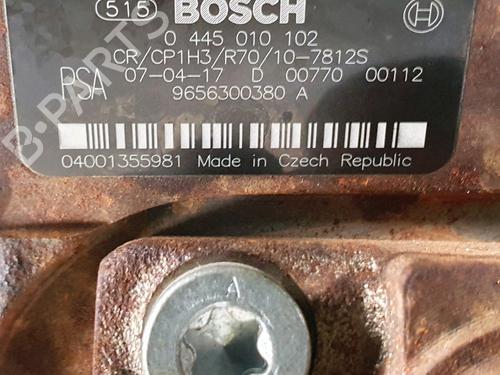 515 BOSCH
0 445 010 102
CR/CP1H3/R70/10-7812S
PSA 07-04-17 D 00770 00112
9656300380 A
04001355981 Made in Czech Republic
A
B-PARTS